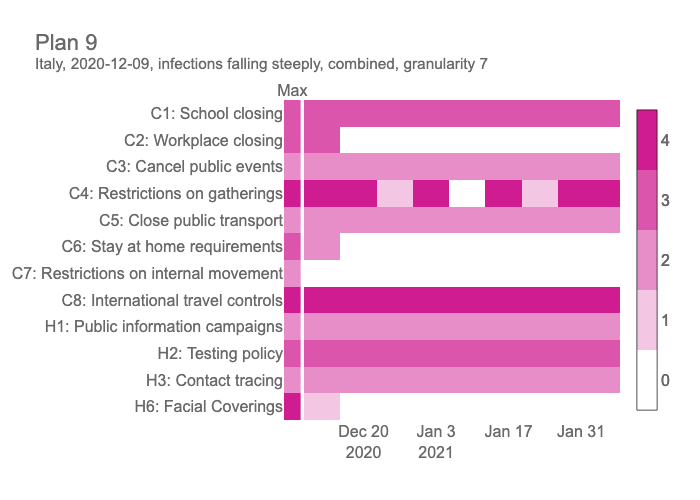 Plan 9
Italy, 2020-12-09, infections falling steeply, combined, granularity 7
Max
C1: School closing
C2: Workplace closing
C3: Cancel public events
C4: Restrictions on gatherings
C5: Close public transport
C6: Stay at home requirements
C7: Restrictions on internal movement
C8: International travel controls
H1: Public information campaigns
H2: Testing policy
H3: Contact tracing
H6: Facial Coverings
Dec 20 Jan 3 Jan 17 Jan 31
2020 2021
4
3
2
1
0